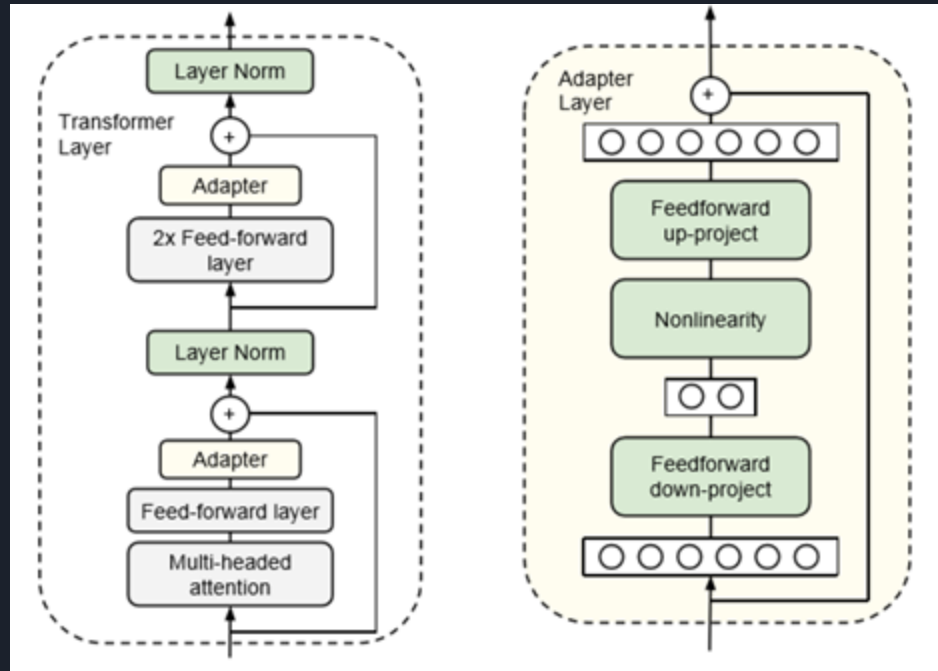 Layer Norm
Transformer
Layer
+
Adapter
2x Feed-forward
layer
Layer Norm
+
Adapter
Feed-forward layer
Multi-headed
attention
Adapter
Layer
+
Feedforward
up-project
Nonlinearity
Feedforward
down-project